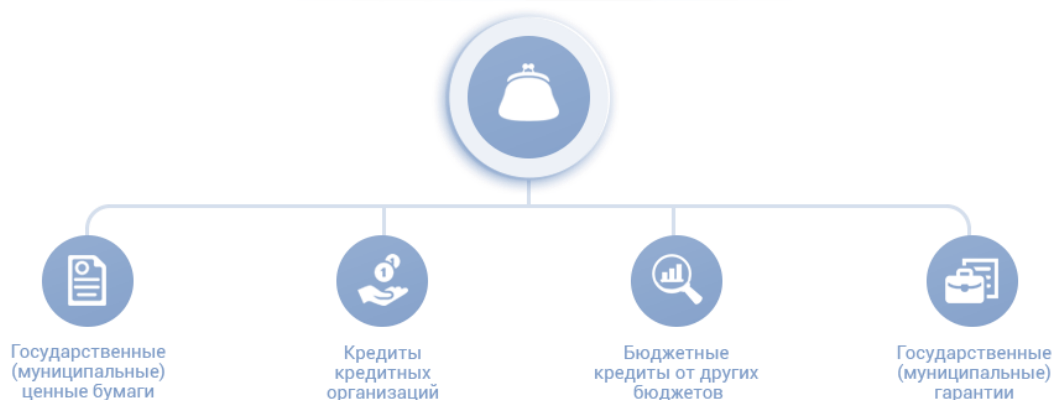 Государственные
(муниципальные)
ценные бумаги
Кредиты
кредитных
организаций
Бюджетные
кредиты от других
бюджетов
Государственные
(муниципальные)
гарантии